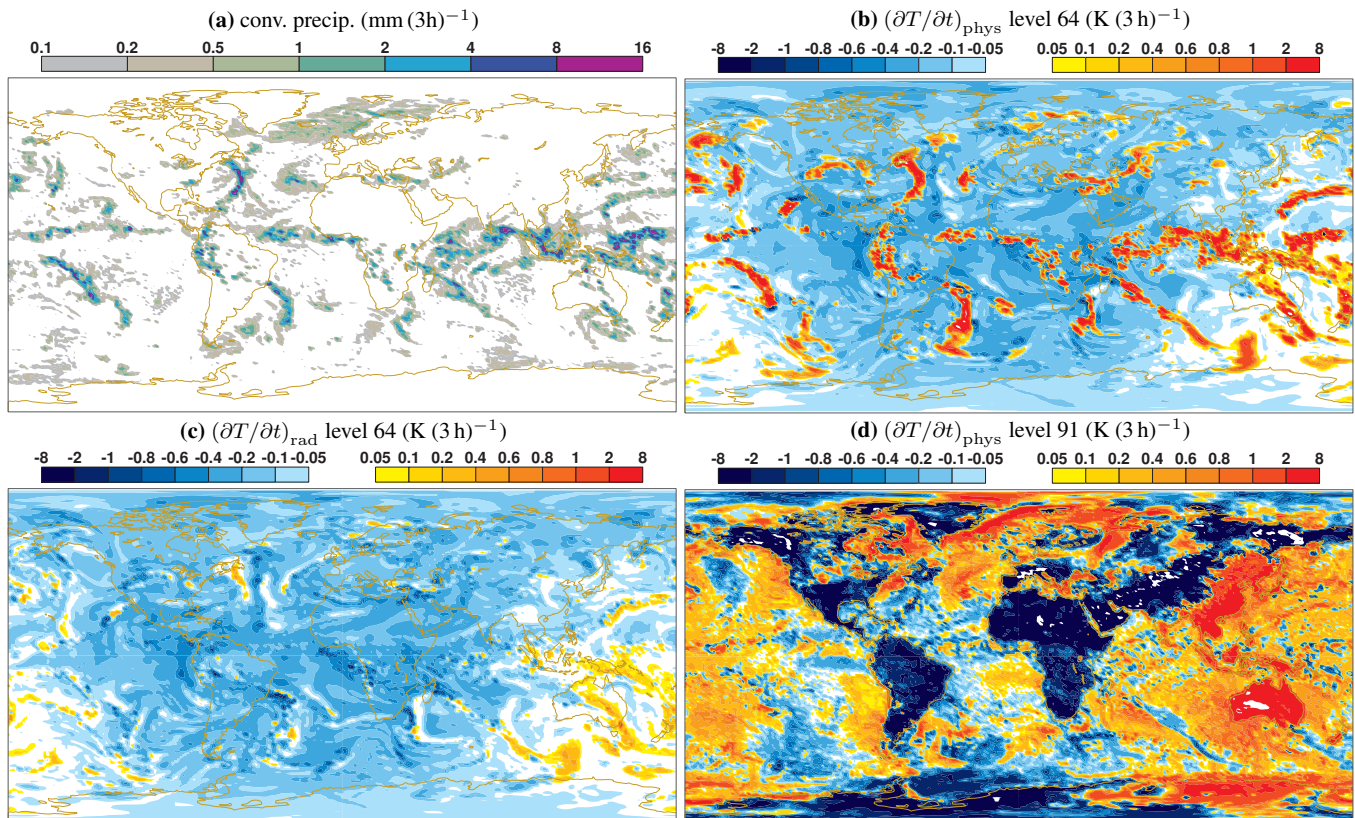 (a) conv. precip. (mm (3h)⁻¹)
0.1 0.2 0.5 1 2 4 8 16
(b) (∂T/∂t)phys level 64 (K (3 h)⁻¹)
-8 -2 -1 -0.8 -0.6 -0.4 -0.2 -0.1 -0.05 0.05 0.1 0.2 0.4 0.6 0.8 1 2 8
(c) (∂T/∂t)rad level 64 (K (3 h)⁻¹)
-8 -2 -1 -0.8 -0.6 -0.4 -0.2 -0.1 -0.05 0.05 0.1 0.2 0.4 0.6 0.8 1 2 8
(d) (∂T/∂t)phys level 91 (K (3 h)⁻¹)
-8 -2 -1 -0.8 -0.6 -0.4 -0.2 -0.1 -0.05 0.05 0.1 0.2 0.4 0.6 0.8 1 2 8